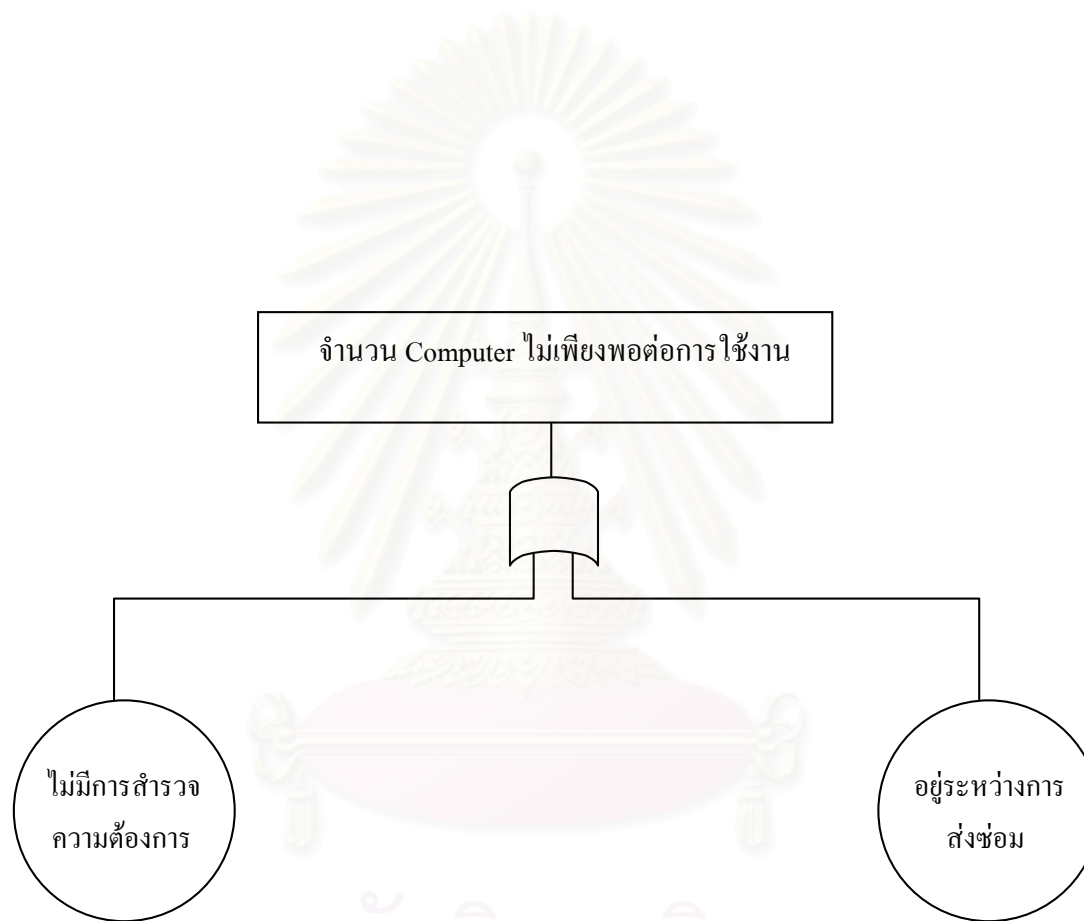 จำนวน Computer ไม่เพียงพอต่อการใช้งาน
ไม่มีการสำรวจ
ความต้องการ
อยู่ระหว่างการ
ส่งซ่อม